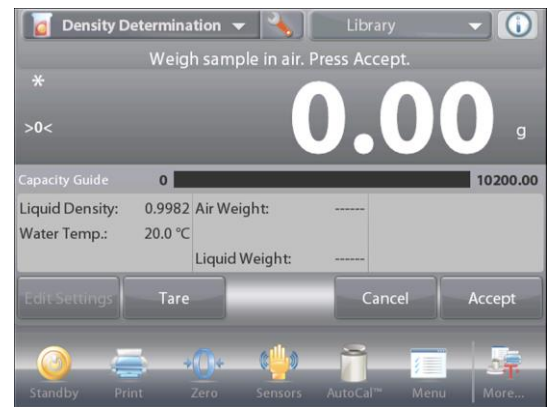 Density Determination
Library
Weigh sample in air. Press Accept.
*
>0<
0.00 g
Capacity Guide 0 10200.00
Liquid Density: 0.9982 Air Weight: ------
Water Temp.: 20.0 °C
Liquid Weight: ------
Edit Settings Tare Cancel Accept
Standby Print Zero Sensors AutoCal™ Menu More...